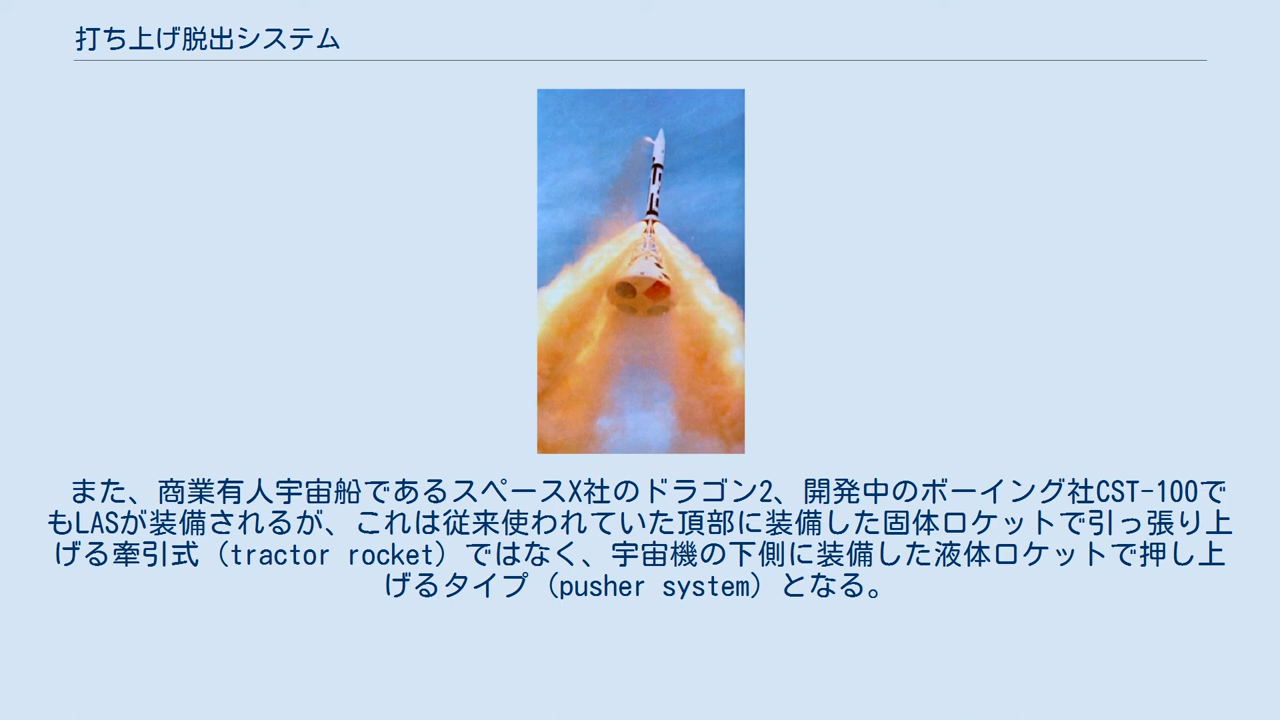 打ち上げ脱出システム
また、商業有人宇宙船であるスペースX社のドラゴン2、開発中のボーイング社CST-100で
もLASが装備されるが、これは従来使われていた頂部に装備した固体ロケットで引っ張り上
げる牽引式（tractor rocket）ではなく、宇宙機の下側に装備した液体ロケットで押し上
げるタイプ（pusher system）となる。